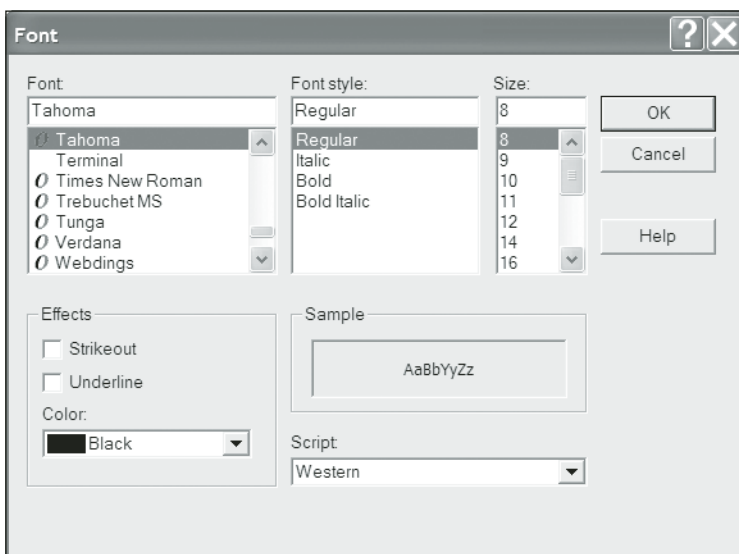 Font
Font:
Tahoma
Tahoma
Terminal
Times New Roman
Trebuchet MS
Tunga
Verdana
Webdings
Font style:
Regular
Regular
Italic
Bold
Bold Italic
Size:
8
8
9
10
11
12
14
16
OK
Cancel
Help
Effects
Strikeout
Underline
Color:
Black
Sample
AaBbYyZz
Script:
Western